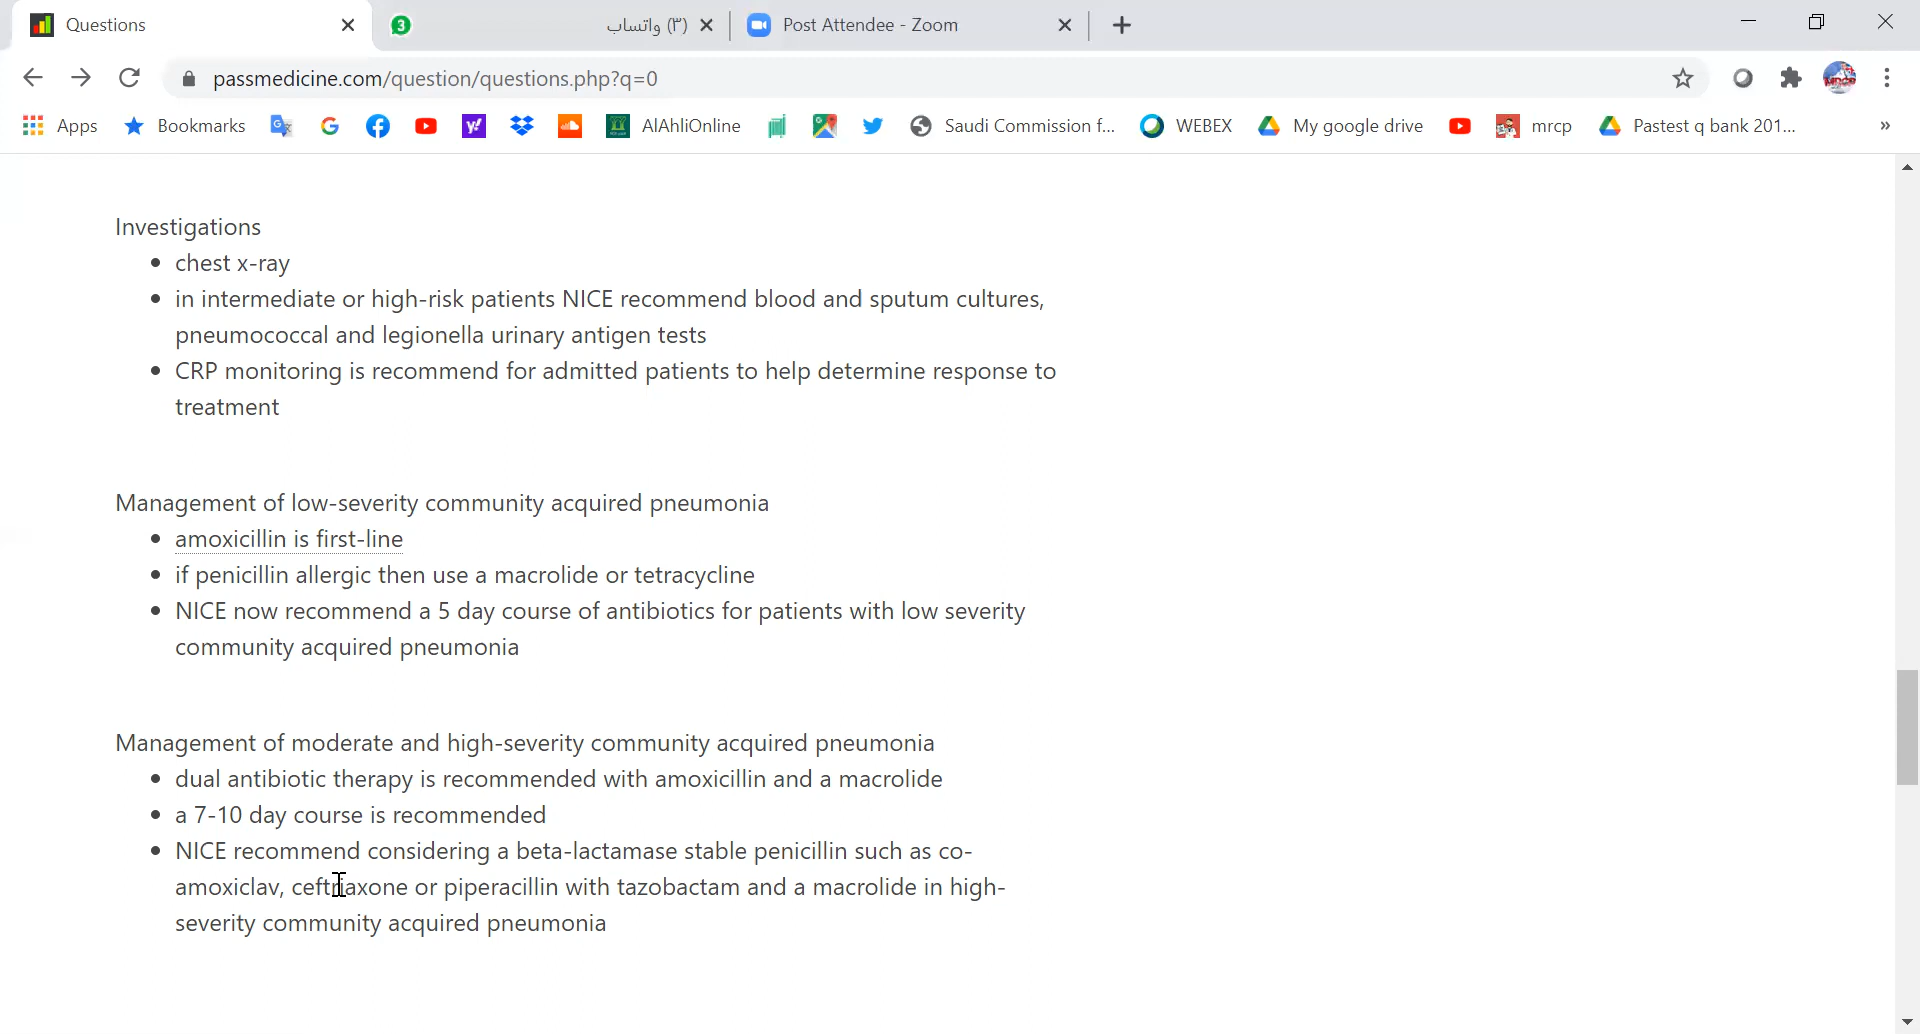 Questions
3
(٣) واتساب
Post Attendee - Zoom
passmedicine.com/question/questions.php?q=0
Apps
Bookmarks
AlAhliOnline
Saudi Commission f...
WEBEX
My google drive
mrcp
Pastest q bank 201...
»
Investigations
• chest x-ray
• in intermediate or high-risk patients NICE recommend blood and sputum cultures,
pneumococcal and legionella urinary antigen tests
• CRP monitoring is recommend for admitted patients to help determine response to
treatment
Management of low-severity community acquired pneumonia
• amoxicillin is first-line
• if penicillin allergic then use a macrolide or tetracycline
• NICE now recommend a 5 day course of antibiotics for patients with low severity
community acquired pneumonia
Management of moderate and high-severity community acquired pneumonia
• dual antibiotic therapy is recommended with amoxicillin and a macrolide
• a 7-10 day course is recommended
• NICE recommend considering a beta-lactamase stable penicillin such as co-
amoxiclav, ceftriaxone or piperacillin with tazobactam and a macrolide in high-
severity community acquired pneumonia